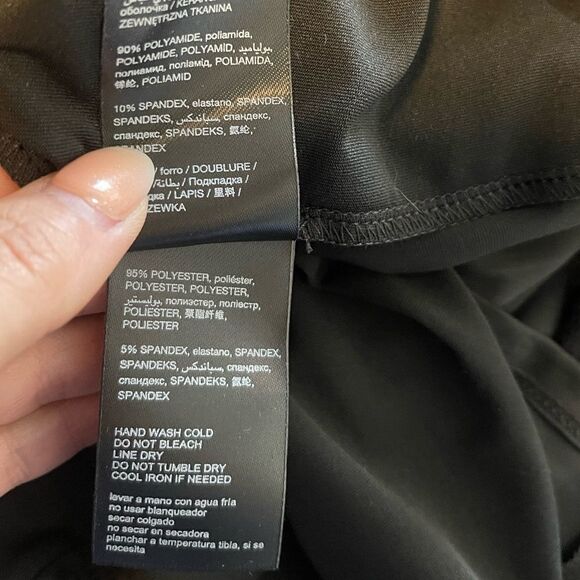 оболочка / KERANGKA
ZEWNĘTRZNA TKANINA
90% POLYAMIDE, poliamida,
POLYAMIDE, POLYAMID, بولياميد,
полиамид, поліамід, POLIAMIDA,
锦纶, POLIAMID
10% SPANDEX, elastano, SPANDEX,
SPANDEKS, سباندكس, спандекс,
спандекс, SPANDEKS, 氨纶,
SPANDEX
/ forro / DOUBLURE /
/ بطانة / Подкладка /
/ LAPIS / 里料 /
ZEWKA
95% POLYESTER, poliéster,
POLYESTER, POLYESTER,
بوليستير, полиэстер, поліестр,
POLIESTER, 聚酯纤维,
POLIESTER
5% SPANDEX, elastano, SPANDEX,
SPANDEKS, سباندكس, спандекс,
спандекс, SPANDEKS, 氨纶,
SPANDEX
HAND WASH COLD
DO NOT BLEACH
LINE DRY
DO NOT TUMBLE DRY
COOL IRON IF NEEDED
lavar a mano con agua fría
no usar blanqueador
secar colgado
no secar en secadora
planchar a temperatura tibia, si se
necesita